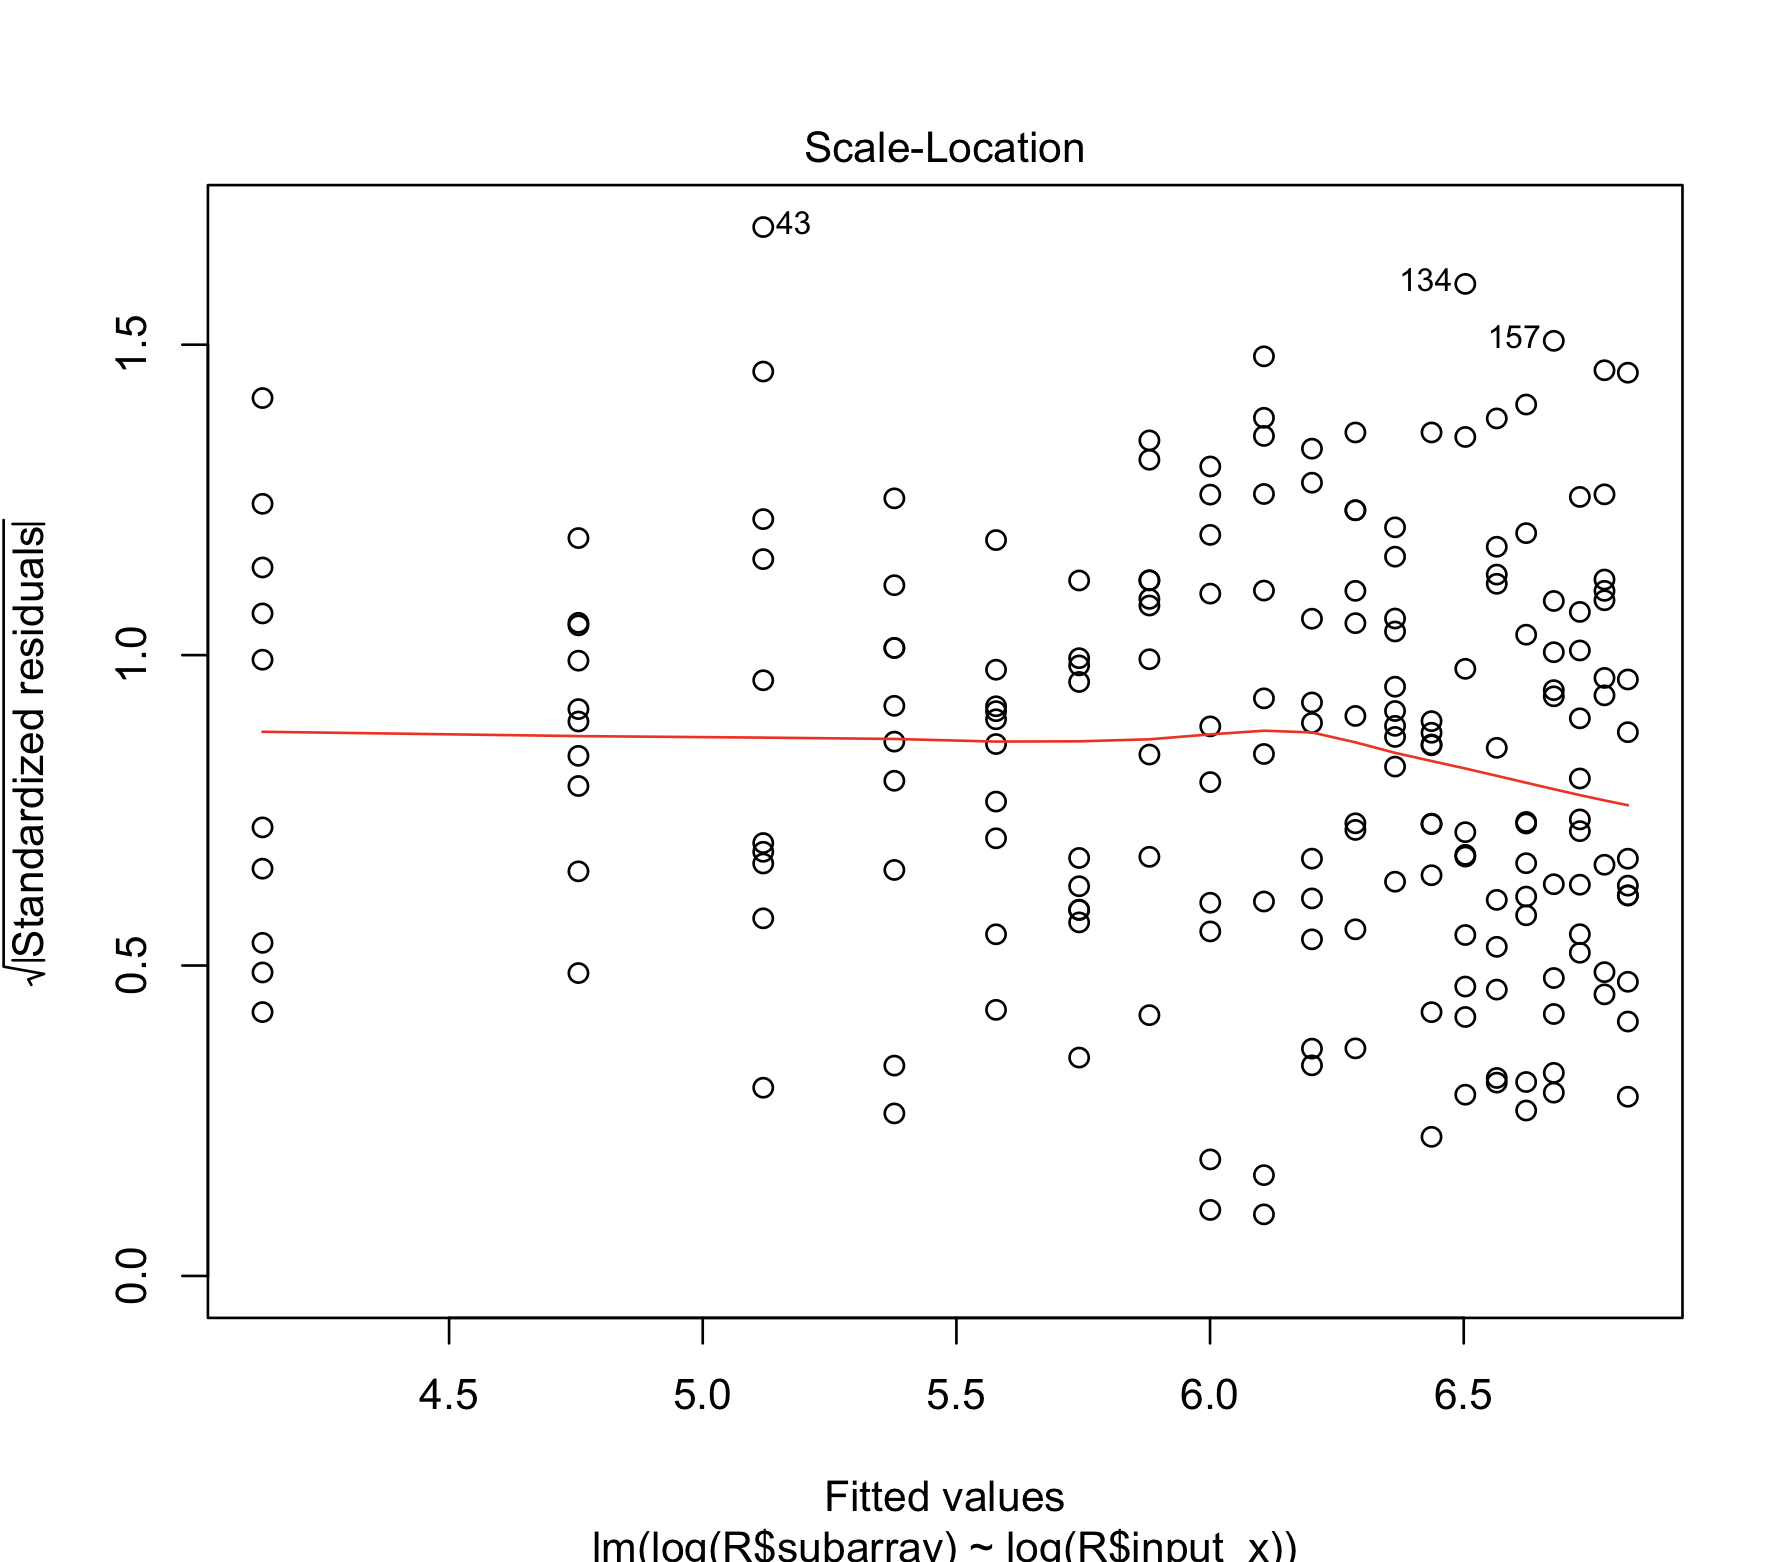 Scale-Location
43
134
157
1.5
1.0
0.5
0.0
√|Standardized residuals|
4.5 5.0 5.5 6.0 6.5
Fitted values
lm(log(R$subarray) ~ log(R$input_x))